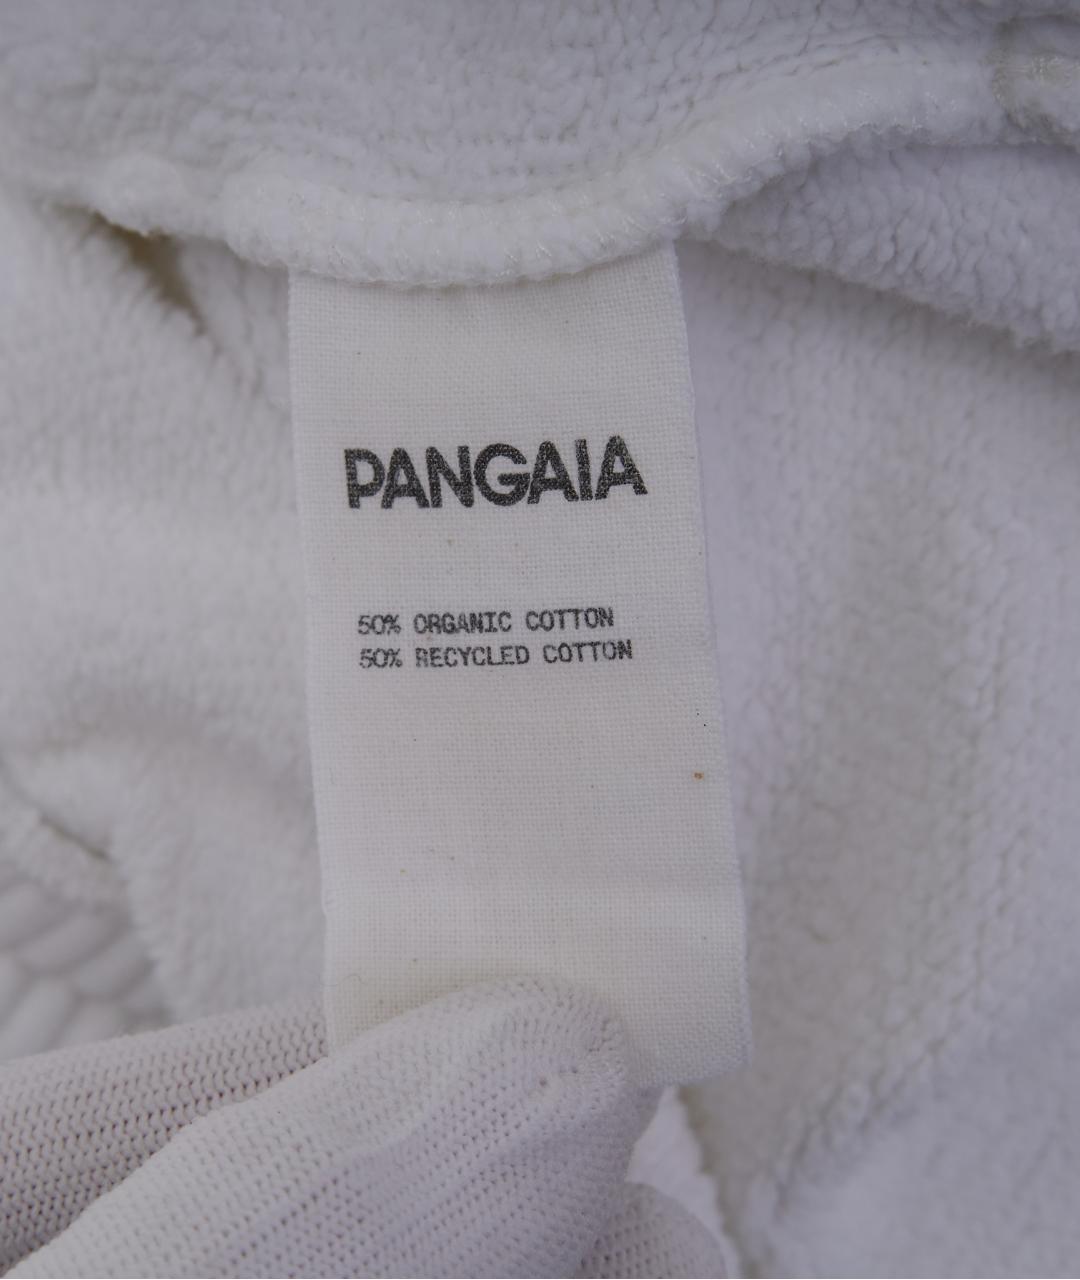 PANGAIA
50% ORGANIC COTTON
50% RECYCLED COTTON